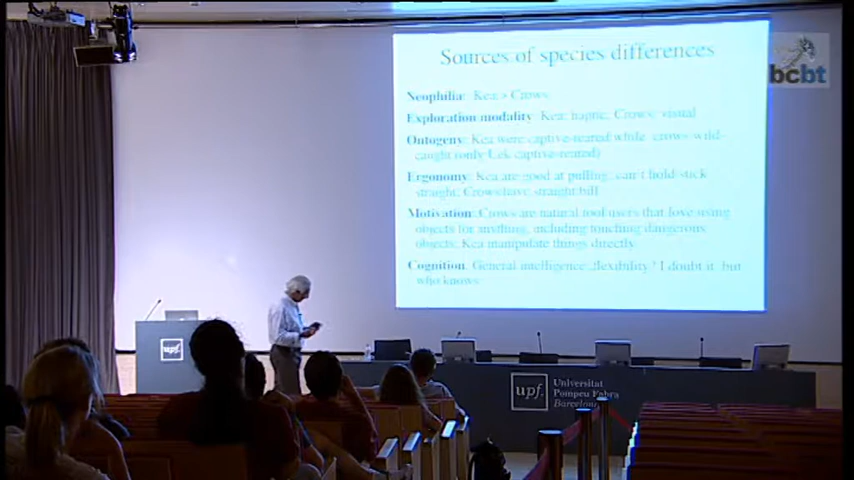 Sources of species differences
bcbt
Neophilia: Kea > Crows
Exploration modality: Kea: haptic, Crows: visual
Ontogeny: Kea were captive-reared while crows wild-
caught (only Uek captive-reared)
Ergonomy: Kea are good at pulling, can't hold stick
straight. Crows have straight bill.
Motivation: Crows are natural tool users that love using
objects for anything, including touching dangerous
objects. Kea manipulate things directly.
Cognition: General intelligence „flexibility'? I doubt it, but
who knows
upf.
upf.
Universitat
Pompeu Fabra
Barcelona